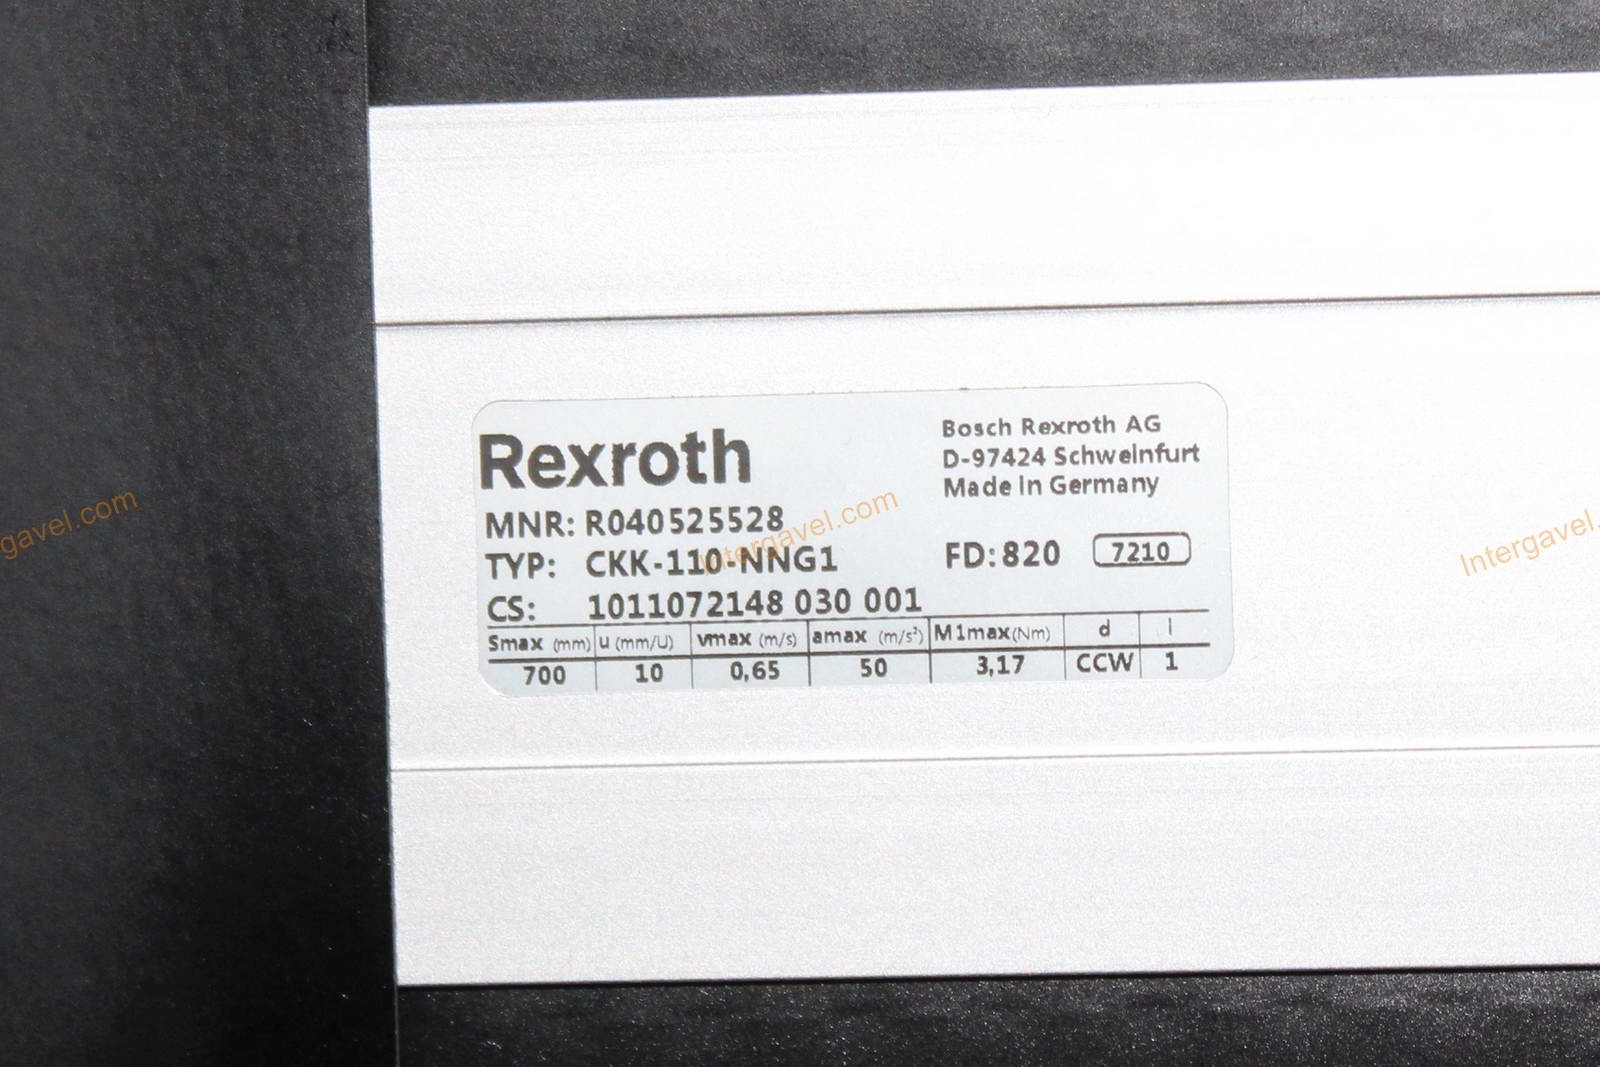 Rexroth
Bosch Rexroth AG
D-97424 Schweinfurt
Made in Germany
MNR: R040525528
TYP: CKK-110-NNG1
FD: 820 7210
CS: 1011072148 030 001
Smax (mm) u (mm/U) vmax (m/s) amax (m/s²) M1max(Nm) d i
700 10 0,65 50 3,17 CCW 1
gavel.com
Intergavel.com
Intergavel.